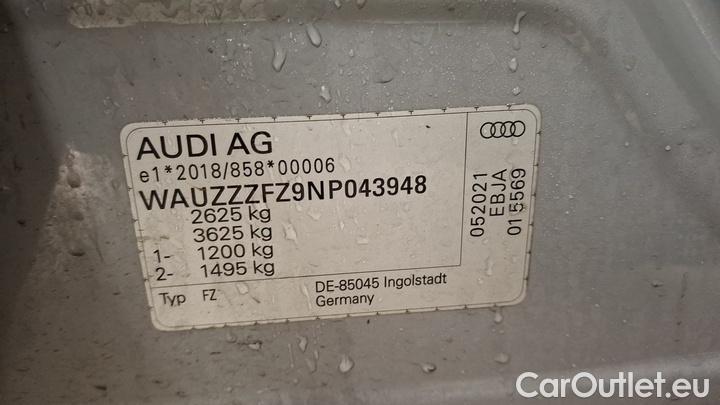 AUDI AG
e1*2018/858*00006
WAUZZZFZ9NP043948
2625 kg
3625 kg
1- 1200 kg
2- 1495 kg
Typ FZ
DE-85045 Ingolstadt
Germany
052021
EBJA
015569
CarOutlet.eu